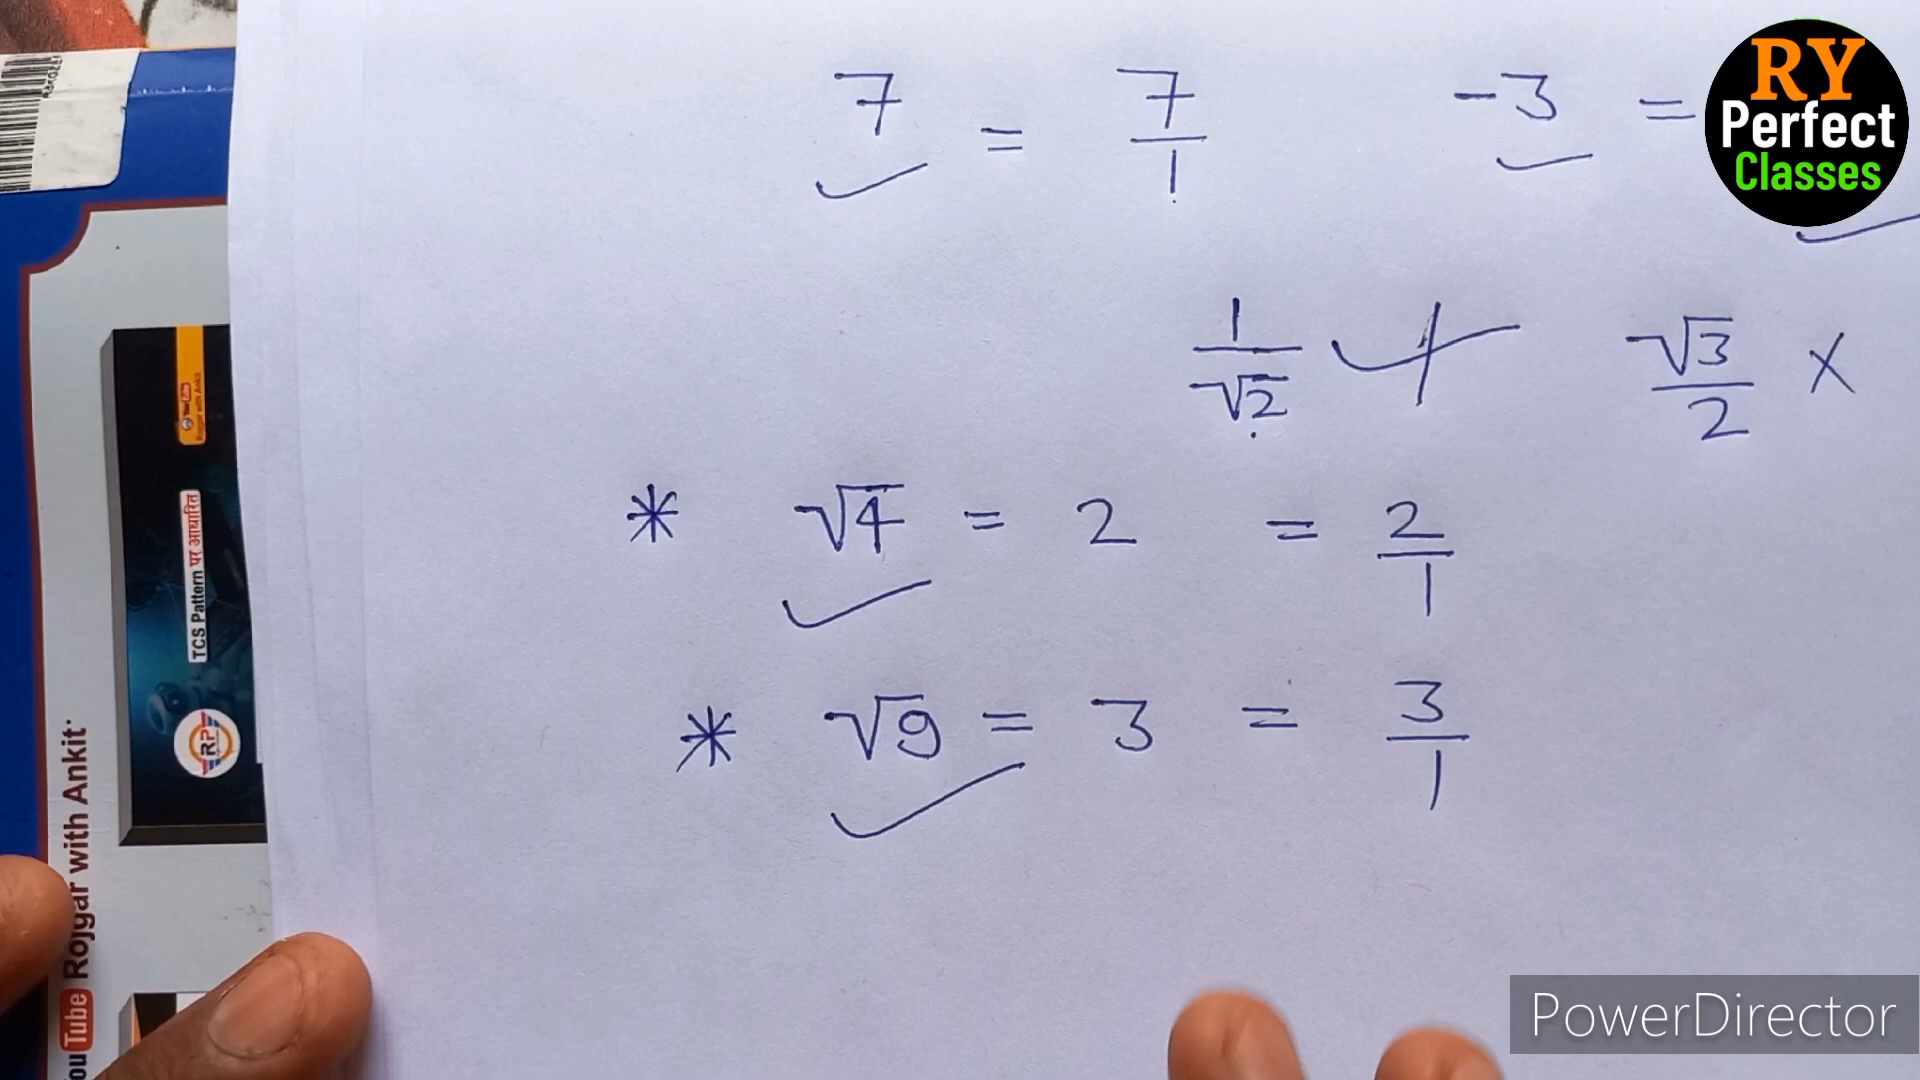 7 = 7/1 -3 =
RY
Perfect
Classes
1/√2 √3/2 ×
* √4 = 2 = 2/1
* √9 = 3 = 3/1
TCS Pattern पर आधारित
RP
YouTube Rojgar with Ankit
PowerDirector